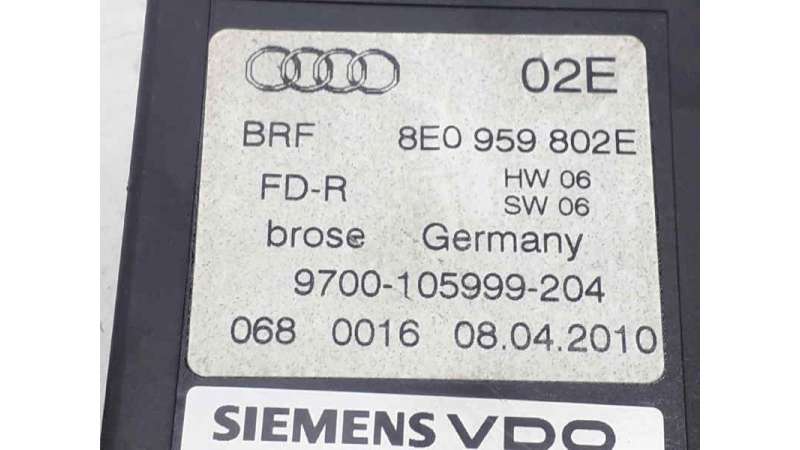 02E
BRF 8E0 959 802E
FD-R HW 06
SW 06
brose Germany
9700-105999-204
068 0016 08.04.2010
SIEMENS VDO